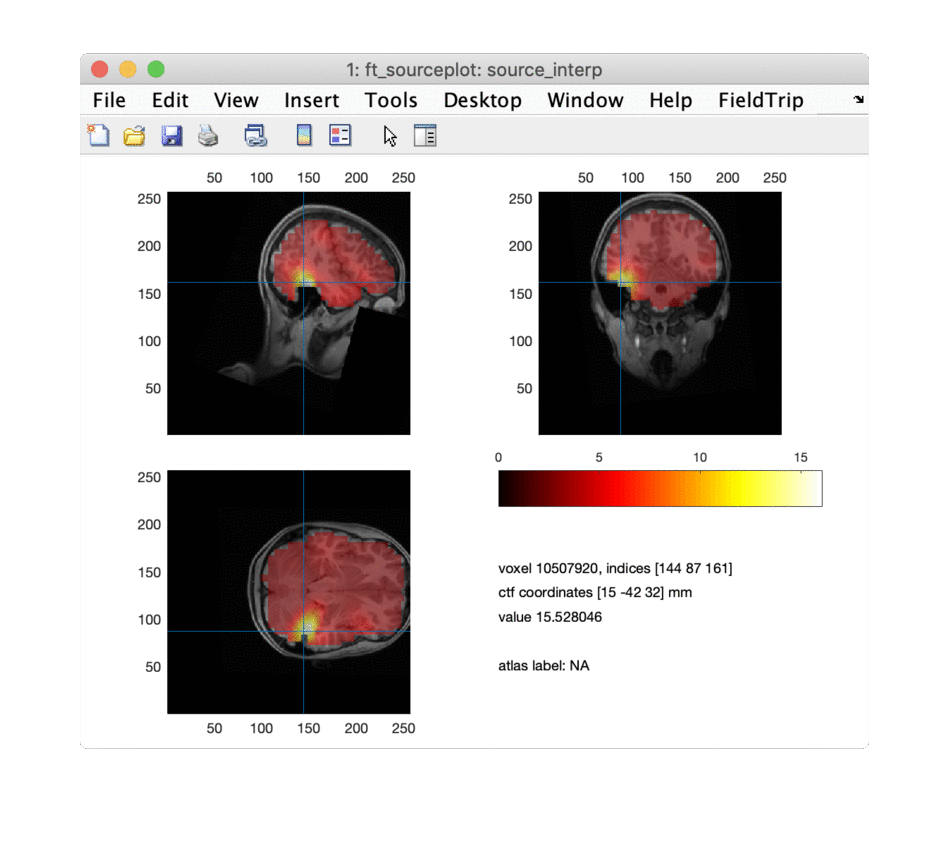 1: ft_sourceplot: source_interp
File Edit View Insert Tools Desktop Window Help FieldTrip
50 100 150 200 250
250
200
150
100
50
50 100 150 200 250
250
200
150
100
50
250
200
150
100
50
50 100 150 200 250
0 5 10 15
voxel 10507920, indices [144 87 161]
ctf coordinates [15 -42 32] mm
value 15.528046
atlas label: NA